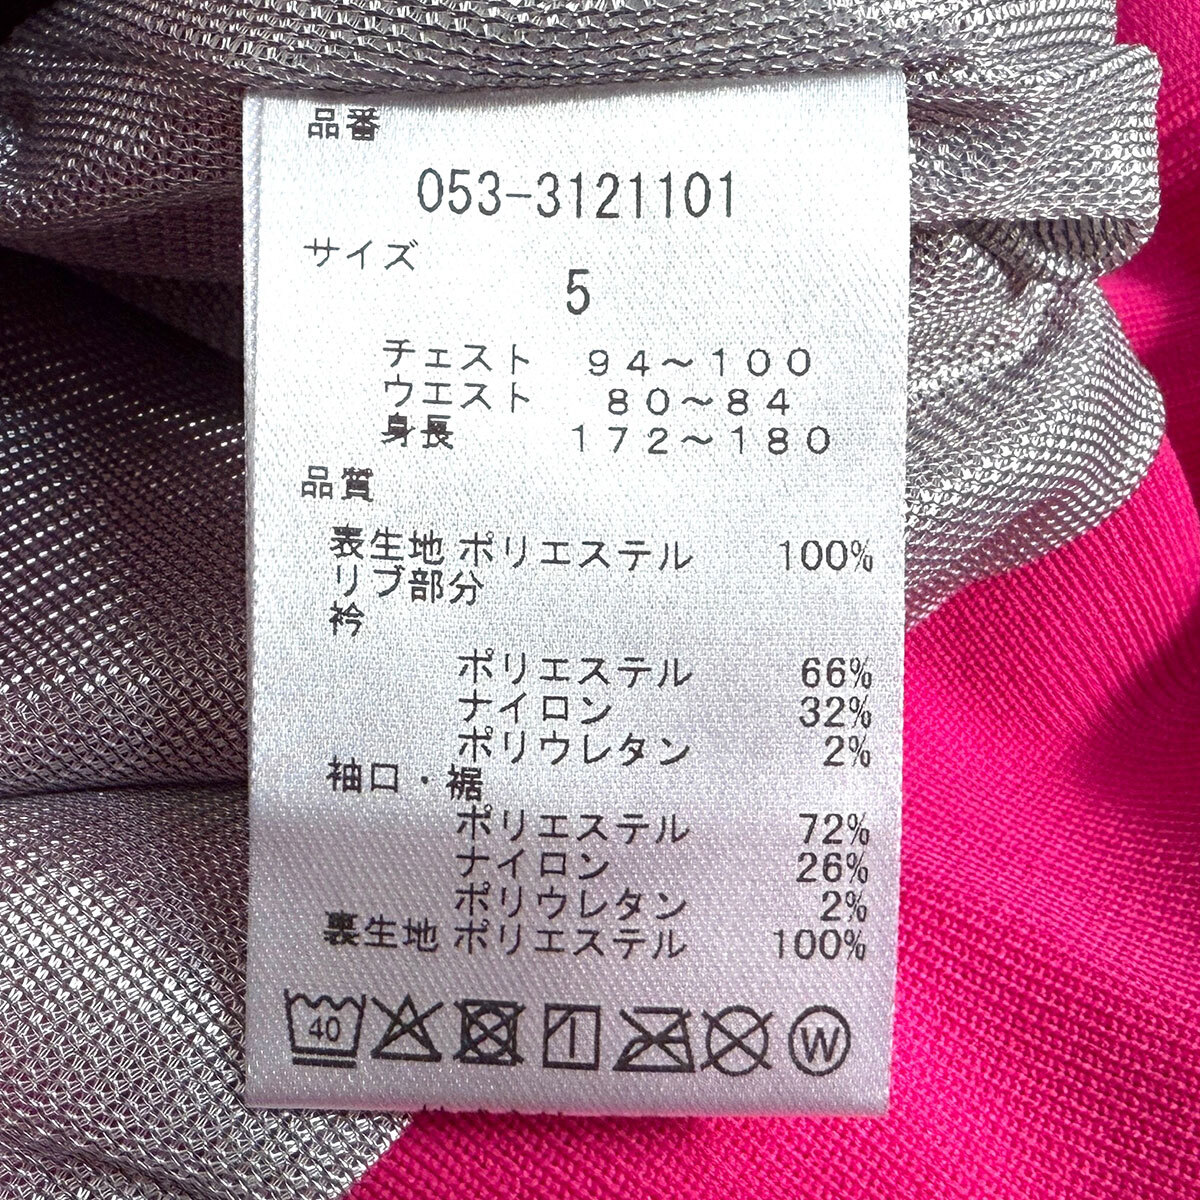 品番
053-3121101
サイズ
5
チェスト 94～100
ウエスト 80～84
身長 172～180
品質
表生地 ポリエステル 100%
リブ部分
衿
ポリエステル 66%
ナイロン 32%
ポリウレタン 2%
袖口・裾
ポリエステル 72%
ナイロン 26%
ポリウレタン 2%
裏生地 ポリエステル 100%
40 W